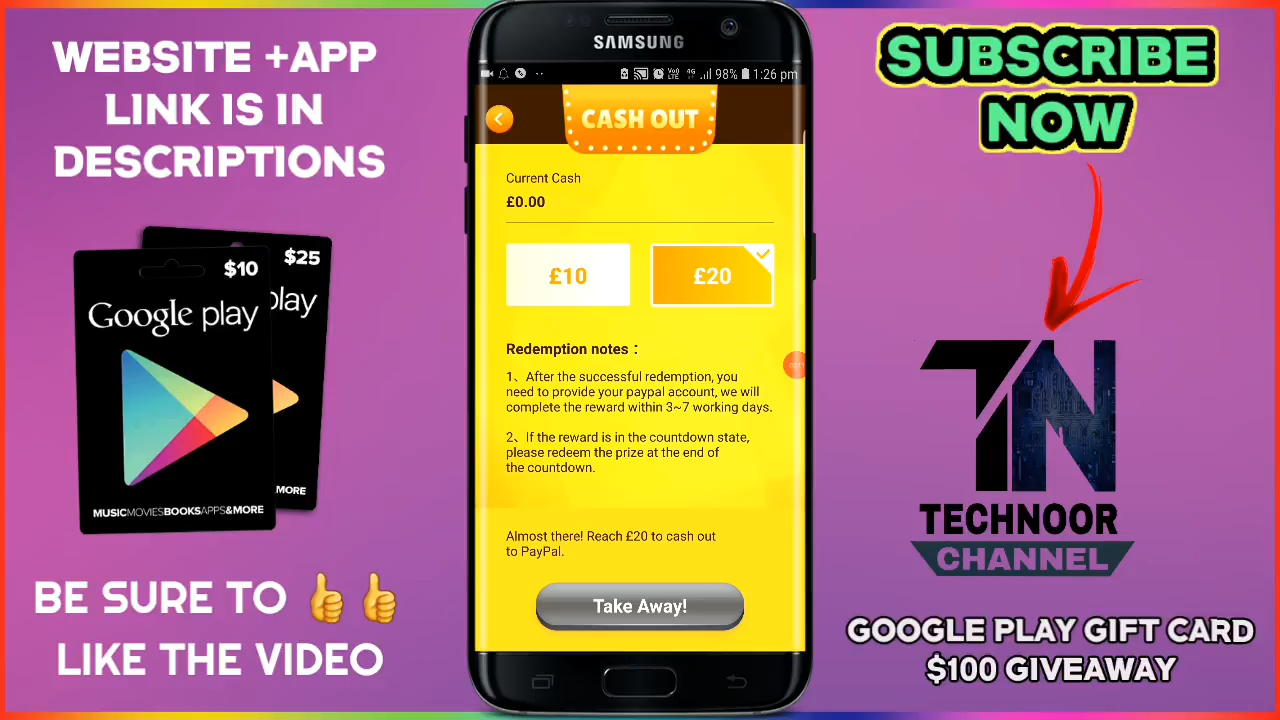 WEBSITE +APP
LINK IS IN
DESCRIPTIONS
$10
$25
Google play
play
MUSICMOVIESBOOKSAPPS&MORE
MORE
BE SURE TO 👍 👍
LIKE THE VIDEO
SAMSUNG
98% 1:26 pm
CASH OUT
Current Cash
£0.00
£10
£20
Redemption notes：
1、After the successful redemption, you
need to provide your paypal account, we will
complete the reward within 3~7 working days.
2、If the reward is in the countdown state,
please redeem the prize at the end of
the countdown.
Almost there! Reach £20 to cash out
to PayPal.
Take Away!
SUBSCRIBE
NOW
TN
TECHNOOR
CHANNEL
GOOGLE PLAY GIFT CARD
$100 GIVEAWAY